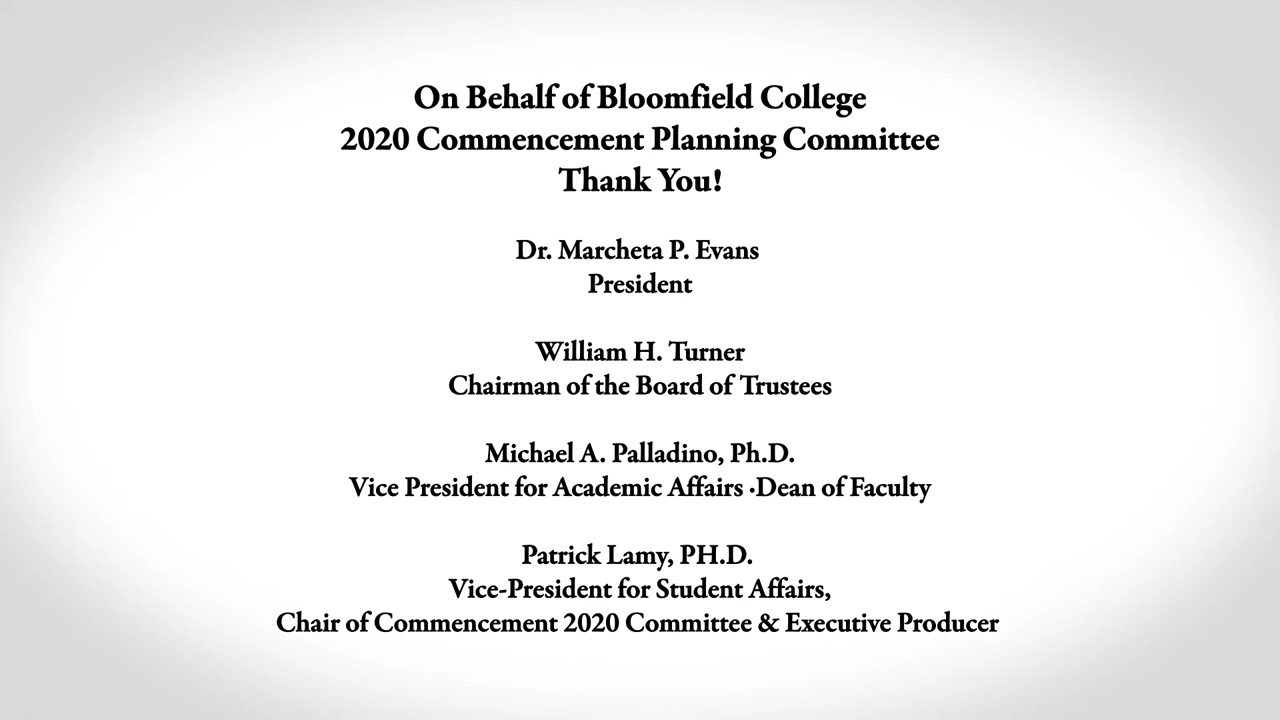 On Behalf of Bloomfield College
2020 Commencement Planning Committee
Thank You!
Dr. Marcheta P. Evans
President
William H. Turner
Chairman of the Board of Trustees
Michael A. Palladino, Ph.D.
Vice President for Academic Affairs ·Dean of Faculty
Patrick Lamy, PH.D.
Vice-President for Student Affairs,
Chair of Commencement 2020 Committee & Executive Producer